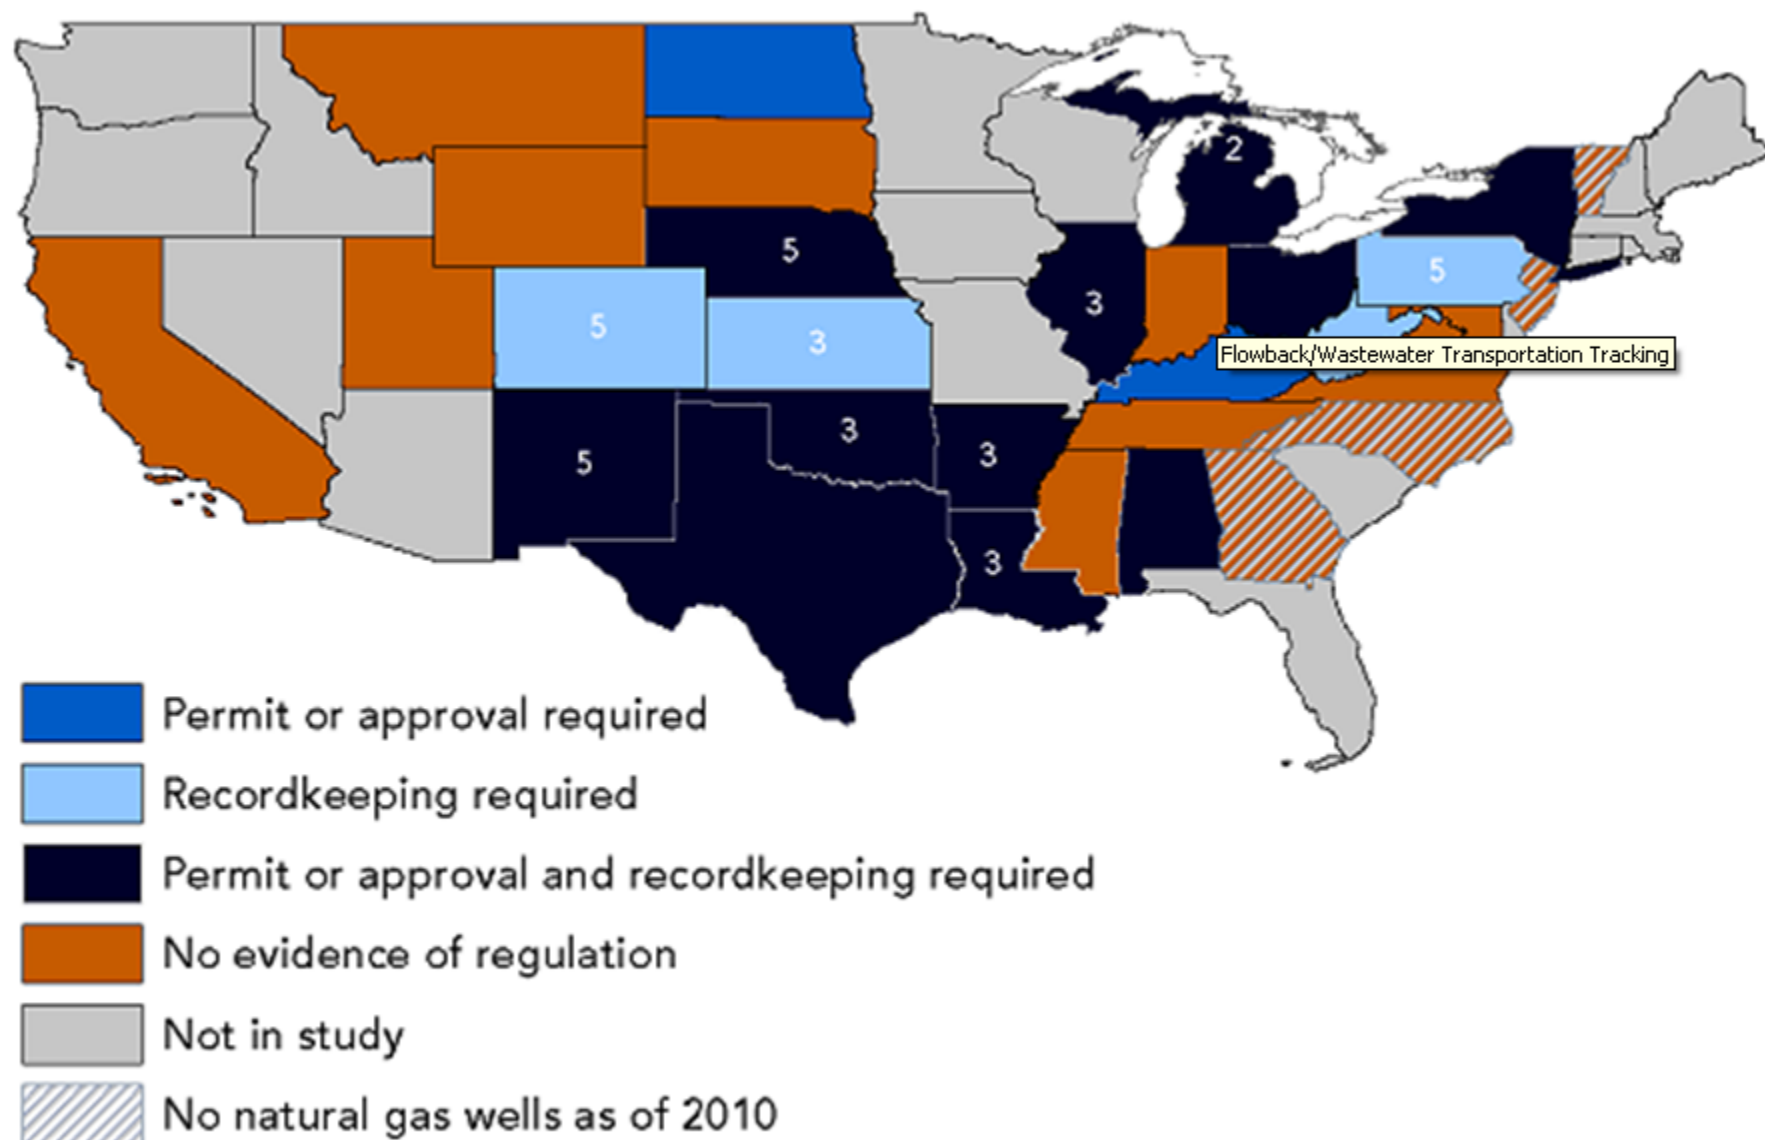 2
5
5
3
5
3
Flowback/Wastewater Transportation Tracking
3
3
5
3
Permit or approval required
Recordkeeping required
Permit or approval and recordkeeping required
No evidence of regulation
Not in study
No natural gas wells as of 2010